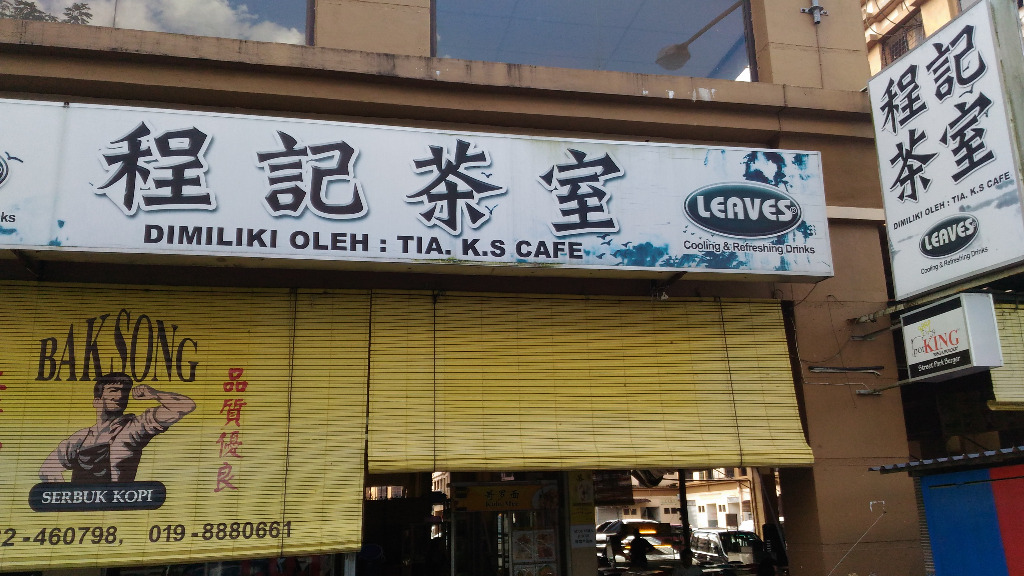 程記茶室
DIMILIKI OLEH : TIA. K.S CAFE
LEAVES
Cooling & Refreshing Drinks
程記
茶室
DIMILIKI OLEH : TIA. K.S CAFE
LEAVES
Cooling & Refreshing Drinks
KING
Street Pork Burger
BAKSONG
品質優良
SERBUK KOPI
2-460798, 019-8880661